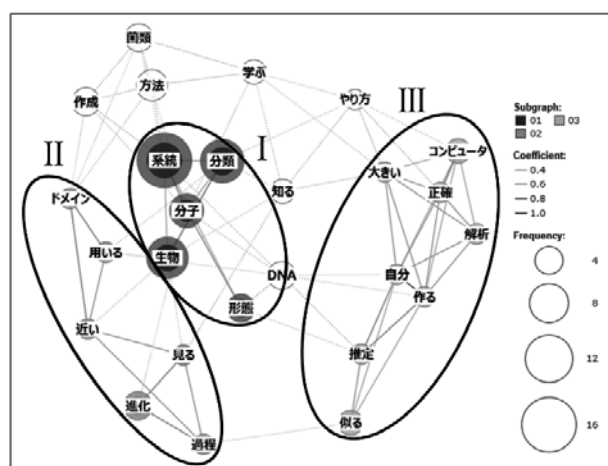 菌類
学ぶ
作成
方法
やり方
III
Subgraph:
01
03
02
II
I
系統
分類
コンピュータ
大きい
Coefficient:
0.4
0.6
0.8
1.0
ドメイン
分子
知る
正確
用いる
生物
解析
Frequency:
4
DNA
自分
作る
形態
8
近い
見る
推定
12
進化
過程
似る
16